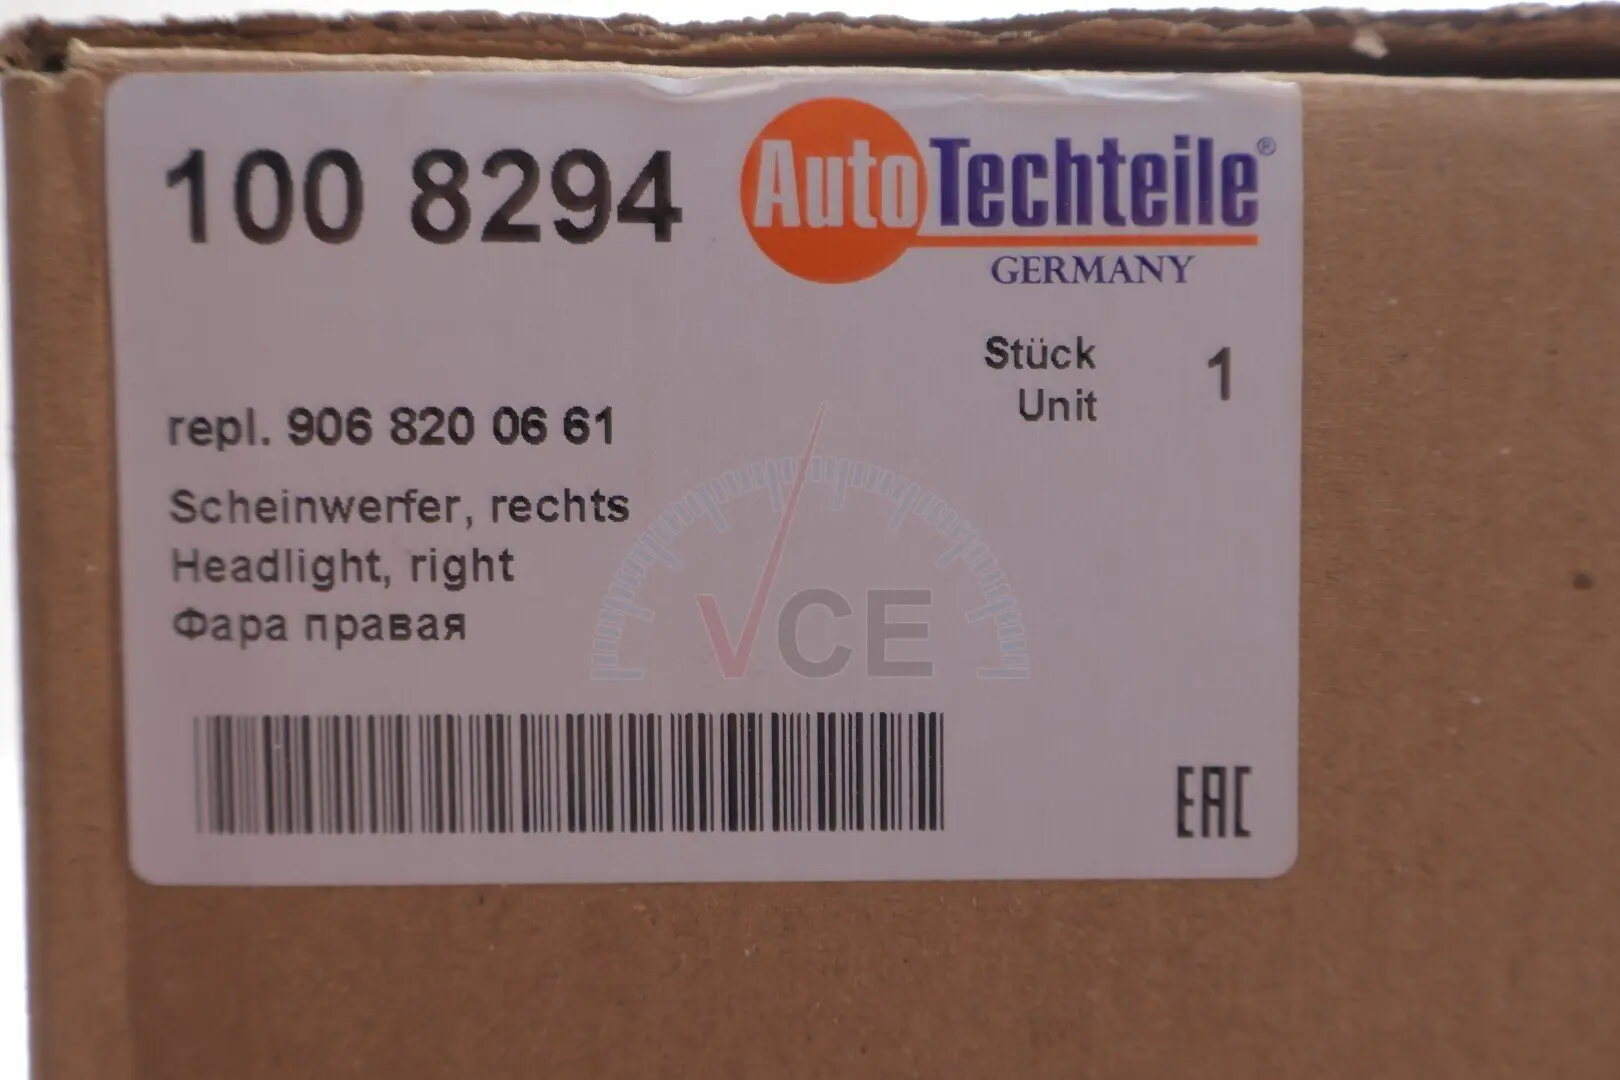 100 8294
AutoTechteile®
GERMANY
Stück 1
Unit
repl. 906 820 06 61
Scheinwerfer, rechts
Headlight, right
Фара правая
VCE
EAC